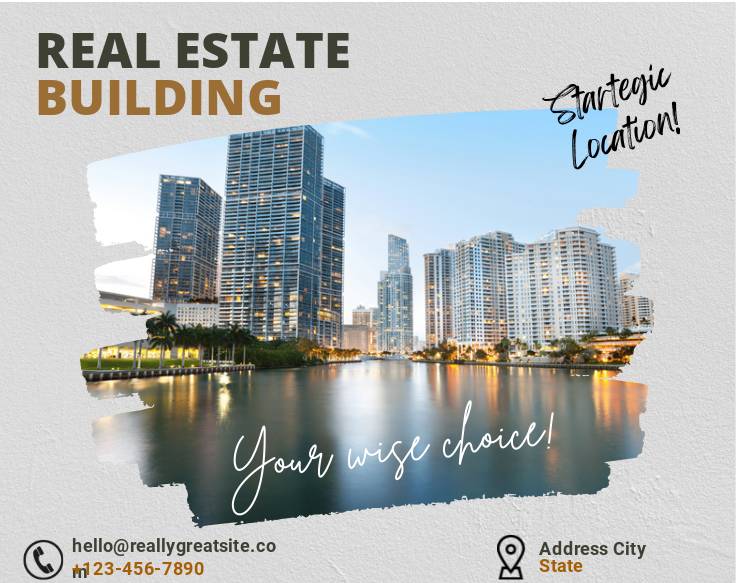 REAL ESTATE
BUILDING
Startegic
Location!
Your wise choice!
hello@reallygreatsite.co
m
+123-456-7890
Address City
State